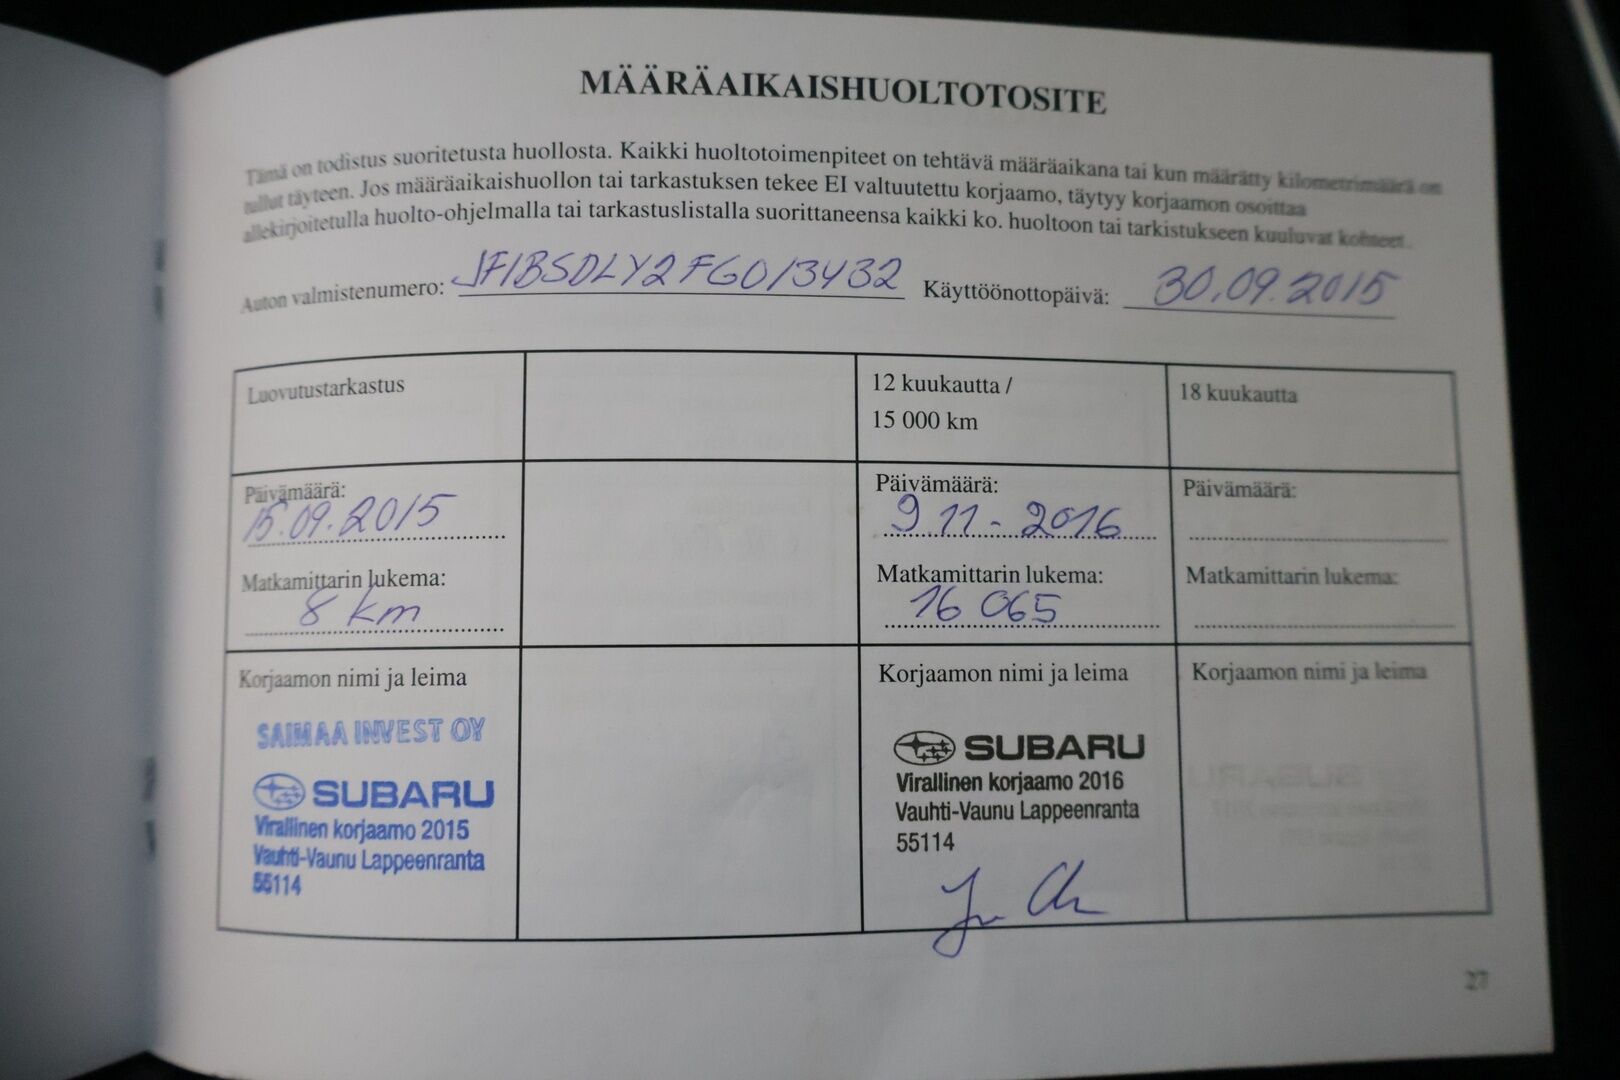 MÄÄRÄAIKAISHUOLTOTOSITE
Tämä on todistus suoritetusta huollosta. Kaikki huoltotoimenpiteet on tehtävä määräaikana tai kun määrätty kilometrimäärä on
tullut täyteen. Jos määräaikaishuollon tai tarkastuksen tekee EI valtuutettu korjaamo, täytyy korjaamon osoittaa
allekirjoitetulla huolto-ohjelmalla tai tarkastuslistalla suorittaneensa kaikki ko. huoltoon tai tarkistukseen kuuluvat kohteet.
Auton valmistenumero: JF1BSDLY2FG013432 Käyttöönottopäivä: 30.09.2015
Luovutustarkastus
12 kuukautta /
15 000 km
18 kuukautta
Päivämäärä:
15.09.2015
Matkamittarin lukema:
8 km
Päivämäärä:
9.11-2016
Matkamittarin lukema:
16 065
Päivämäärä:
Matkamittarin lukema:
Korjaamon nimi ja leima
SAIMAA INVEST OY
SUBARU
Virallinen korjaamo 2015
Vauhti-Vaunu Lappeenranta
55114
Korjaamon nimi ja leima
SUBARU
Virallinen korjaamo 2016
Vauhti-Vaunu Lappeenranta
55114
Korjaamon nimi ja leima
27